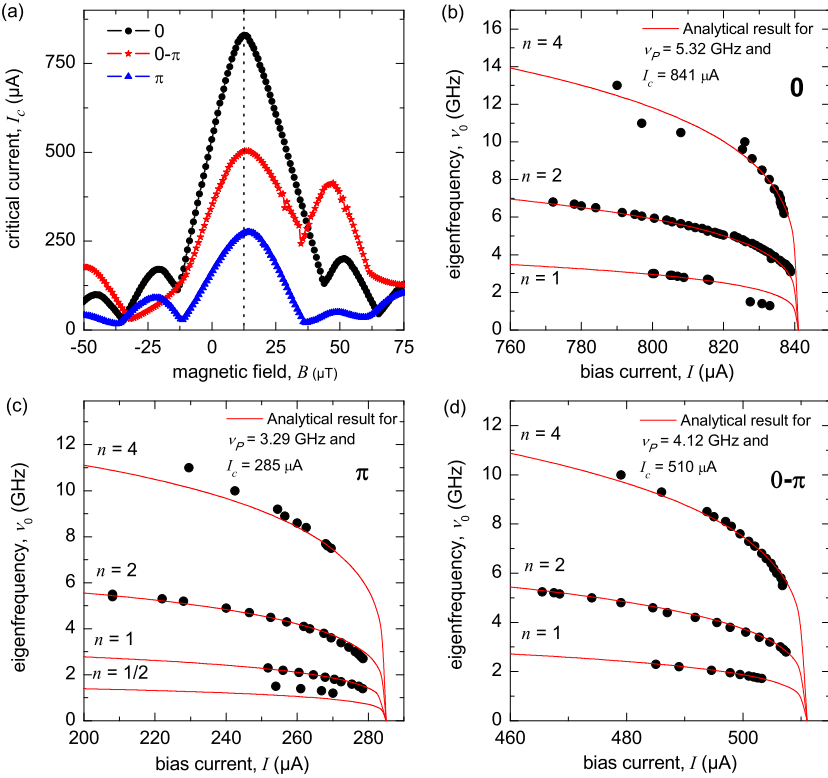 (a)
0
0-π
π
750
500
250
0
critical current, I_c (μA)
-50 -25 0 25 50 75
magnetic field, B (μT)
(b)
Analytical result for
ν_P = 5.32 GHz and
I_c = 841 μA
0
n = 4
n = 2
n = 1
16
14
12
10
8
6
4
2
0
eigenfrequency, ν_0 (GHz)
760 780 800 820 840
bias current, I (μA)
(c)
Analytical result for
ν_P = 3.29 GHz and
I_c = 285 μA
π
n = 4
n = 2
n = 1
n = 1/2
12
10
8
6
4
2
0
eigenfrequency, ν_0 (GHz)
200 220 240 260 280
bias current, I (μA)
(d)
Analytical result for
ν_P = 4.12 GHz and
I_c = 510 μA
0-π
n = 4
n = 2
n = 1
12
10
8
6
4
2
0
eigenfrequency, ν_0 (GHz)
460 480 500
bias current, I (μA)